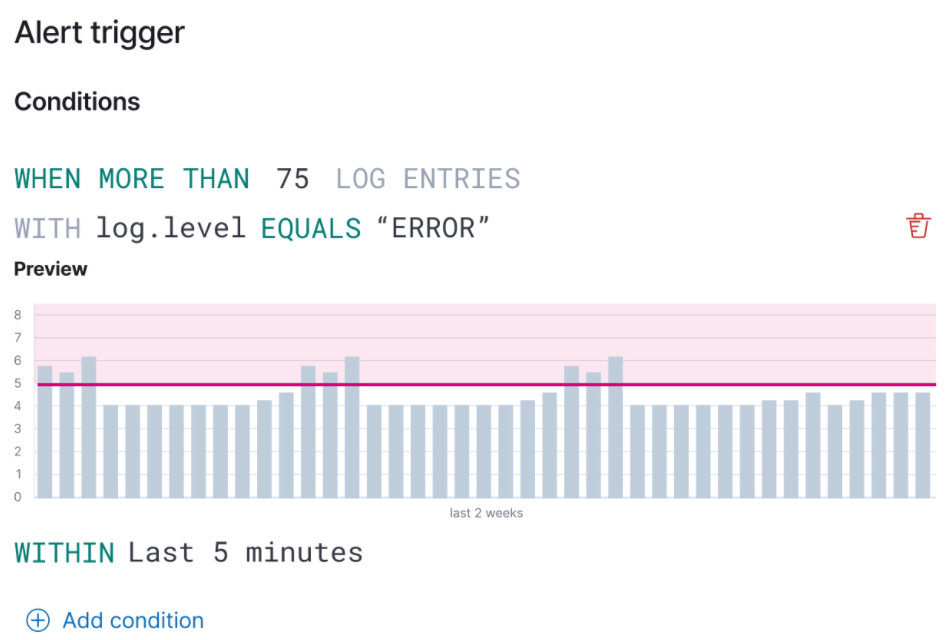 Alert trigger
Conditions
WHEN MORE THAN 75 LOG ENTRIES
WITH log.level EQUALS “ERROR”
Preview
8
7
6
5
4
3
2
1
0
last 2 weeks
WITHIN Last 5 minutes
Add condition